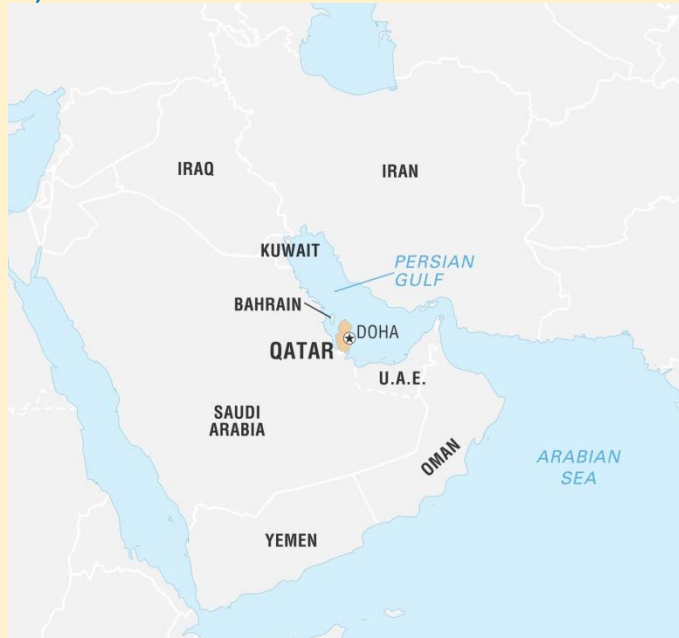 IRAQ
IRAN
KUWAIT
PERSIAN
GULF
BAHRAIN
DOHA
QATAR
U.A.E.
SAUDI
ARABIA
OMAN
ARABIAN
SEA
YEMEN